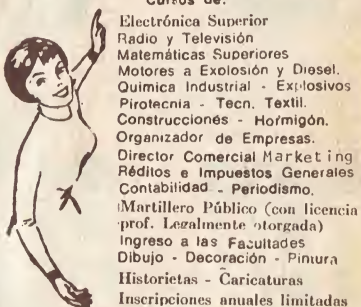 Cursos de:
Electrónica Superior
Radio y Televisión
Matemáticas Superiores
Motores a Explosión y Diesel.
Quimica Industrial - Explosivos
Pirotecnia - Tecn. Textil.
Construcciones - Hormigón.
Organizador de Empresas.
Director Comercial Marketing
Réditos e Impuestos Generales
Contabilidad - Periodismo.
Martillero Público (con licencia
prof. Legalmente otorgada)
Ingreso a las Facultades
Dibujo - Decoración - Pintura
Historietas - Caricaturas
Inscripciones anuales limitadas